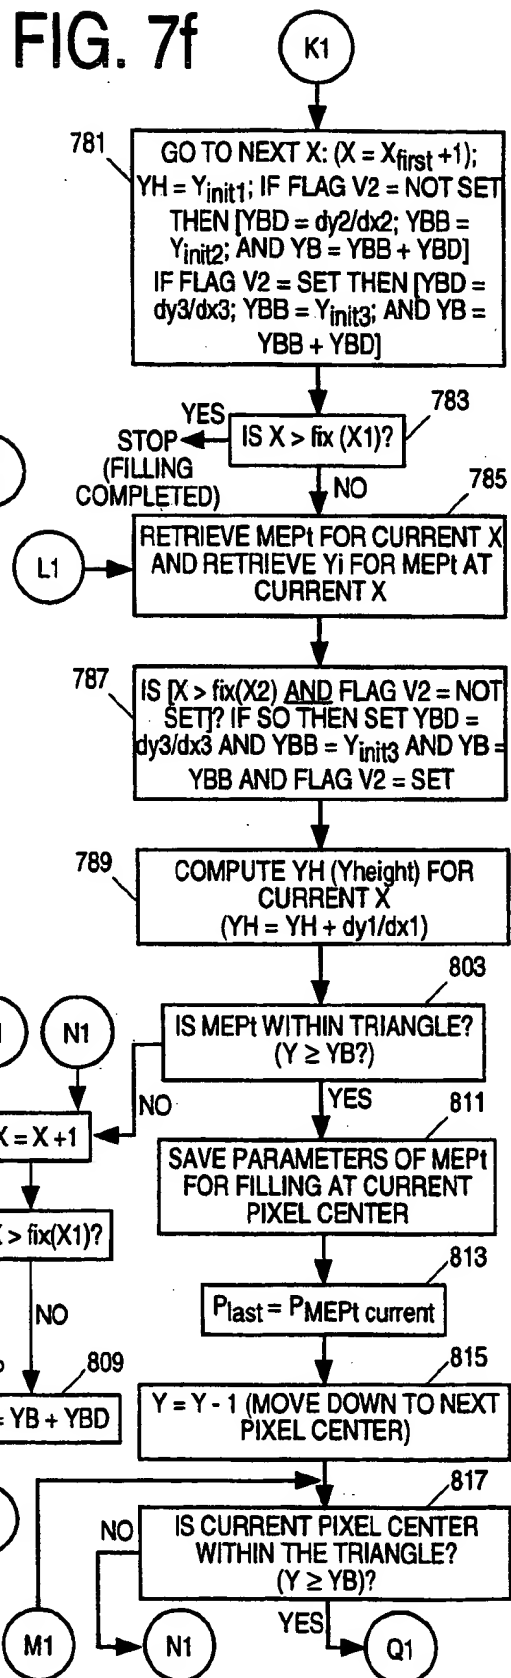 FIG. 7f
K1
781
GO TO NEXT X: (X = Xfirst +1);
YH = Yinit1; IF FLAG V2 = NOT SET
THEN [YBD = dy2/dx2; YBB =
Yinit2; AND YB = YBB + YBD]
IF FLAG V2 = SET THEN [YBD =
dy3/dx3; YBB = Yinit3; AND YB =
YBB + YBD]
783
YES
IS X > fix (X1)?
STOP
(FILLING
COMPLETED)
NO
785
L1
RETRIEVE MEPt FOR CURRENT X
AND RETRIEVE Yi FOR MEPt AT
CURRENT X
787
IS [X > fix(X2) AND FLAG V2 = NOT
SET]? IF SO THEN SET YBD =
dy3/dx3 AND YBB = Yinit3 AND YB =
YBB AND FLAG V2 = SET
789
COMPUTE YH (Yheight) FOR
CURRENT X
(YH = YH + dy1/dx1)
803
N1
IS MEPt WITHIN TRIANGLE?
(Y ≥ YB?)
NO
YES
811
X = X +1
SAVE PARAMETERS OF MEPt
FOR FILLING AT CURRENT
PIXEL CENTER
> fix(X1)?
813
NO
Plast = PMEPt current
809
815
= YB + YBD
Y = Y - 1 (MOVE DOWN TO NEXT
PIXEL CENTER)
817
NO
IS CURRENT PIXEL CENTER
WITHIN THE TRIANGLE?
(Y ≥ YB)?
YES
M1
N1
Q1